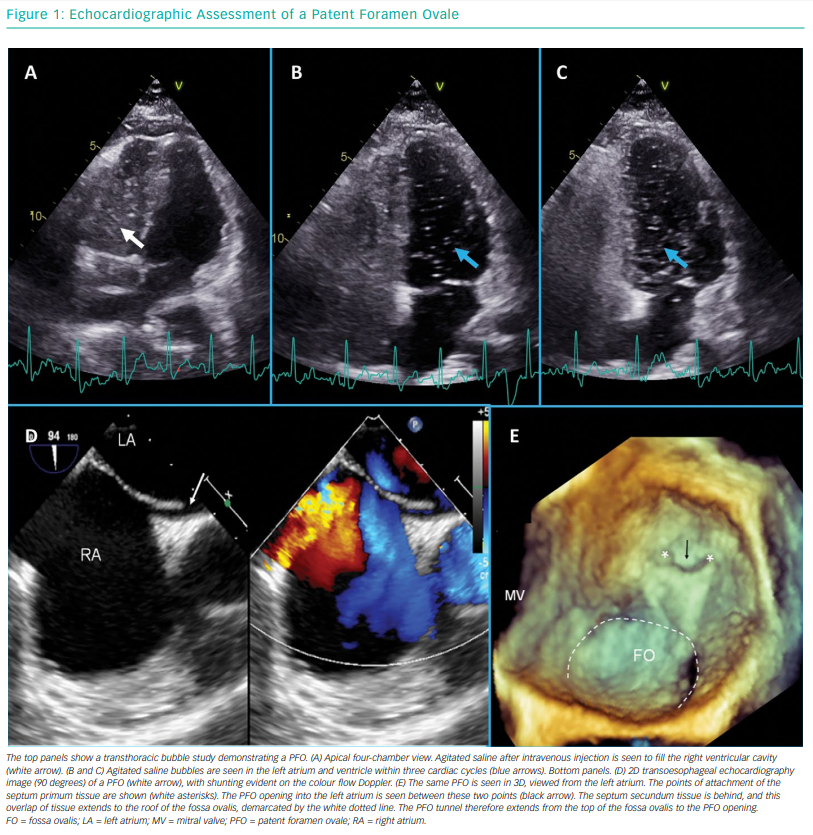 Figure 1: Echocardiographic Assessment of a Patent Foramen Ovale
A
V
5
10
B
V
5
10
C
V
5
D
0 94 180
LA
RA
P
+5
-5
E
MV
FO
* *
The top panels show a transthoracic bubble study demonstrating a PFO. (A) Apical four-chamber view. Agitated saline after intravenous injection is seen to fill the right ventricular cavity
(white arrow). (B and C) Agitated saline bubbles are seen in the left atrium and ventricle within three cardiac cycles (blue arrows). Bottom panels. (D) 2D transoesophageal echocardiography
image (90 degrees) of a PFO (white arrow), with shunting evident on the colour flow Doppler. (E) The same PFO is seen in 3D, viewed from the left atrium. The points of attachment of the
septum primum tissue are shown (white asterisks). The PFO opening into the left atrium is seen between these two points (black arrow). The septum secundum tissue is behind, and this
overlap of tissue extends to the roof of the fossa ovalis, demarcated by the white dotted line. The PFO tunnel therefore extends from the top of the fossa ovalis to the PFO opening.
FO = fossa ovalis; LA = left atrium; MV = mitral valve; PFO = patent foramen ovale; RA = right atrium.